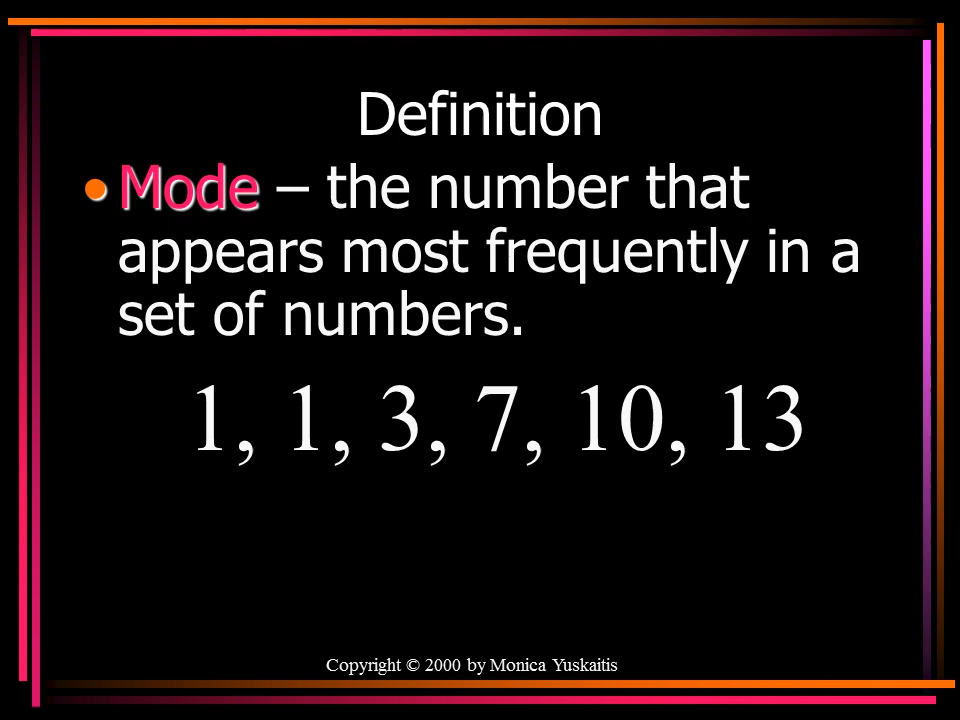 Definition
•Mode – the number that
appears most frequently in a
set of numbers.
1, 1, 3, 7, 10, 13
Copyright © 2000 by Monica Yuskaitis